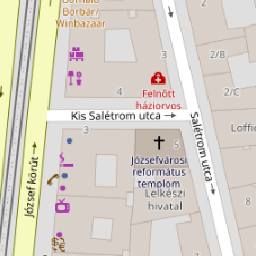 Borbár/
Winbazaar
2/B
4
Felnőtt
háziorvos
2/C
Kis Salétrom utca →
3
5
Salétrom utca →
Loffic
Józsefvárosi
református
templom
Lelkészi
hivatal
József körút →